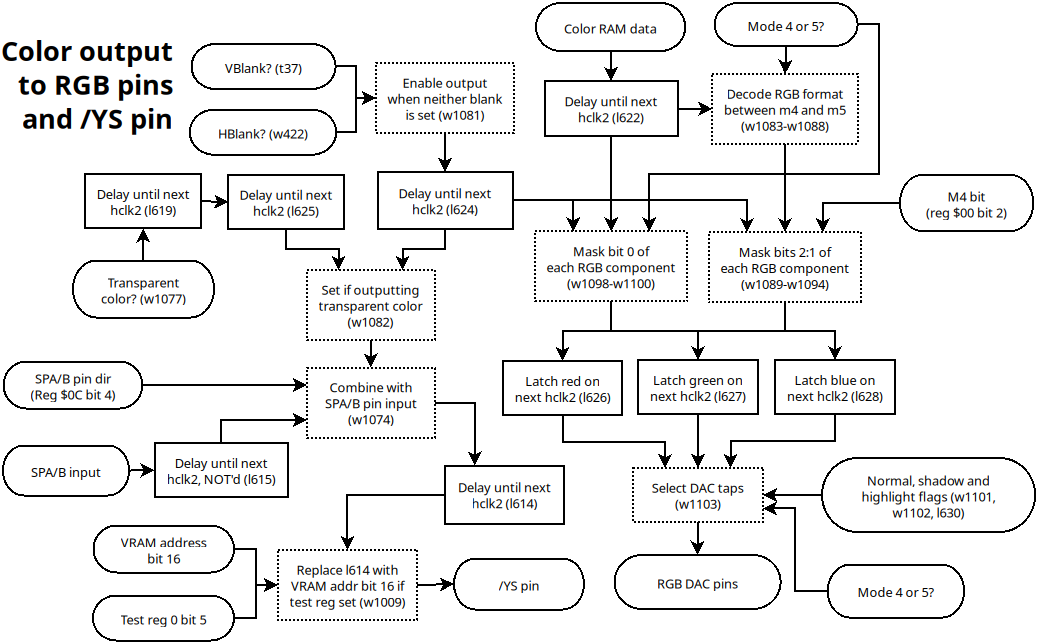 Color output
to RGB pins
and /YS pin
VBlank? (t37)
HBlank? (w422)
Enable output
when neither blank
is set (w1081)
Color RAM data
Mode 4 or 5?
Delay until next
hclk2 (l622)
Decode RGB format
between m4 and m5
(w1083-w1088)
Delay until next
hclk2 (l619)
Delay until next
hclk2 (l625)
Delay until next
hclk2 (l624)
M4 bit
(reg $00 bit 2)
Transparent
color? (w1077)
Set if outputting
transparent color
(w1082)
Mask bit 0 of
each RGB component
(w1098-w1100)
Mask bits 2:1 of
each RGB component
(w1089-w1094)
SPA/B pin dir
(Reg $0C bit 4)
Combine with
SPA/B pin input
(w1074)
Latch red on
next hclk2 (l626)
Latch green on
next hclk2 (l627)
Latch blue on
next hclk2 (l628)
SPA/B input
Delay until next
hclk2, NOT'd (l615)
Delay until next
hclk2 (l614)
Select DAC taps
(w1103)
Normal, shadow and
highlight flags (w1101,
w1102, l630)
VRAM address
bit 16
Test reg 0 bit 5
Replace l614 with
VRAM addr bit 16 if
test reg set (w1009)
/YS pin
RGB DAC pins
Mode 4 or 5?